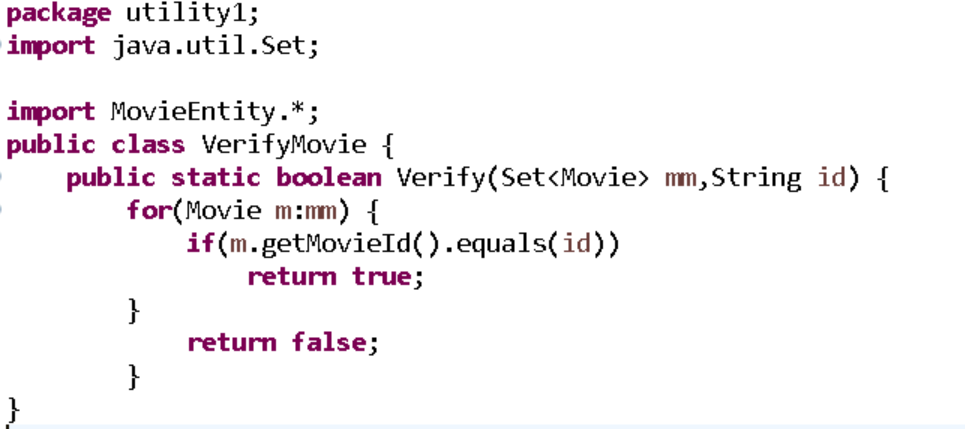 package utility1;
import java.util.Set;
import MovieEntity.*;
public class VerifyMovie {
public static boolean Verify(Set<Movie> mm,String id) {
for(Movie m:mm) {
if(m.getMovieId().equals(id))
return true;
}
return false;
}
}